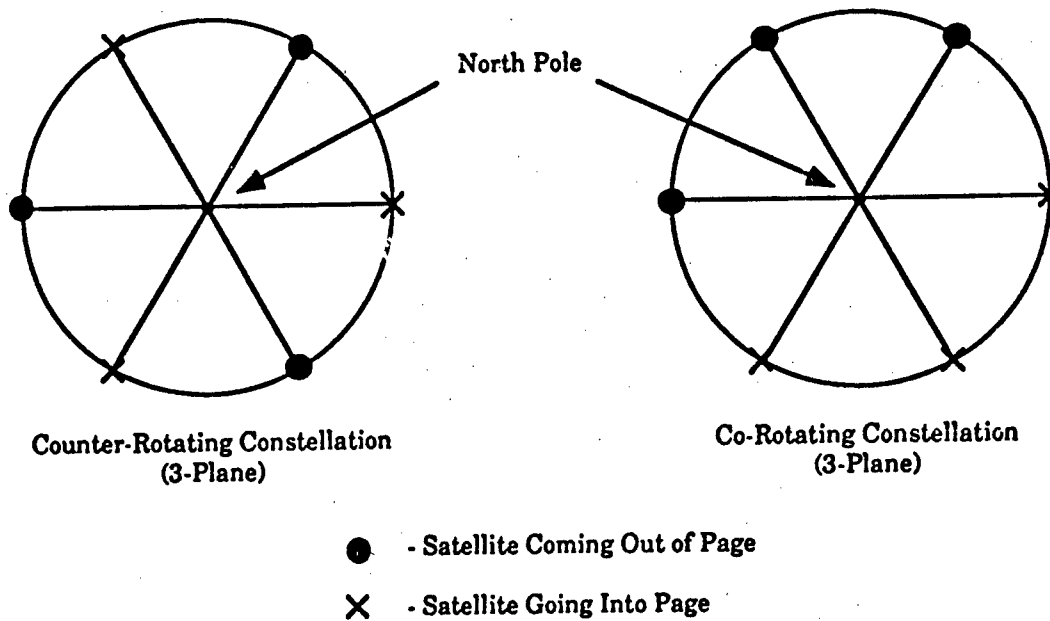 North Pole
Counter-Rotating Constellation
(3-Plane)
Co-Rotating Constellation
(3-Plane)
- Satellite Coming Out of Page
- Satellite Going Into Page